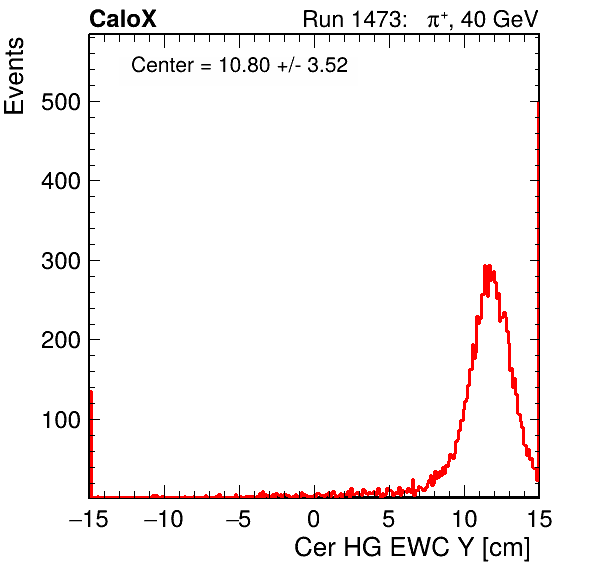 CaloX Run 1473: π⁺, 40 GeV
Center = 10.80 +/- 3.52
Events
500
400
300
200
100
−15 −10 −5 0 5 10 15
Cer HG EWC Y [cm]